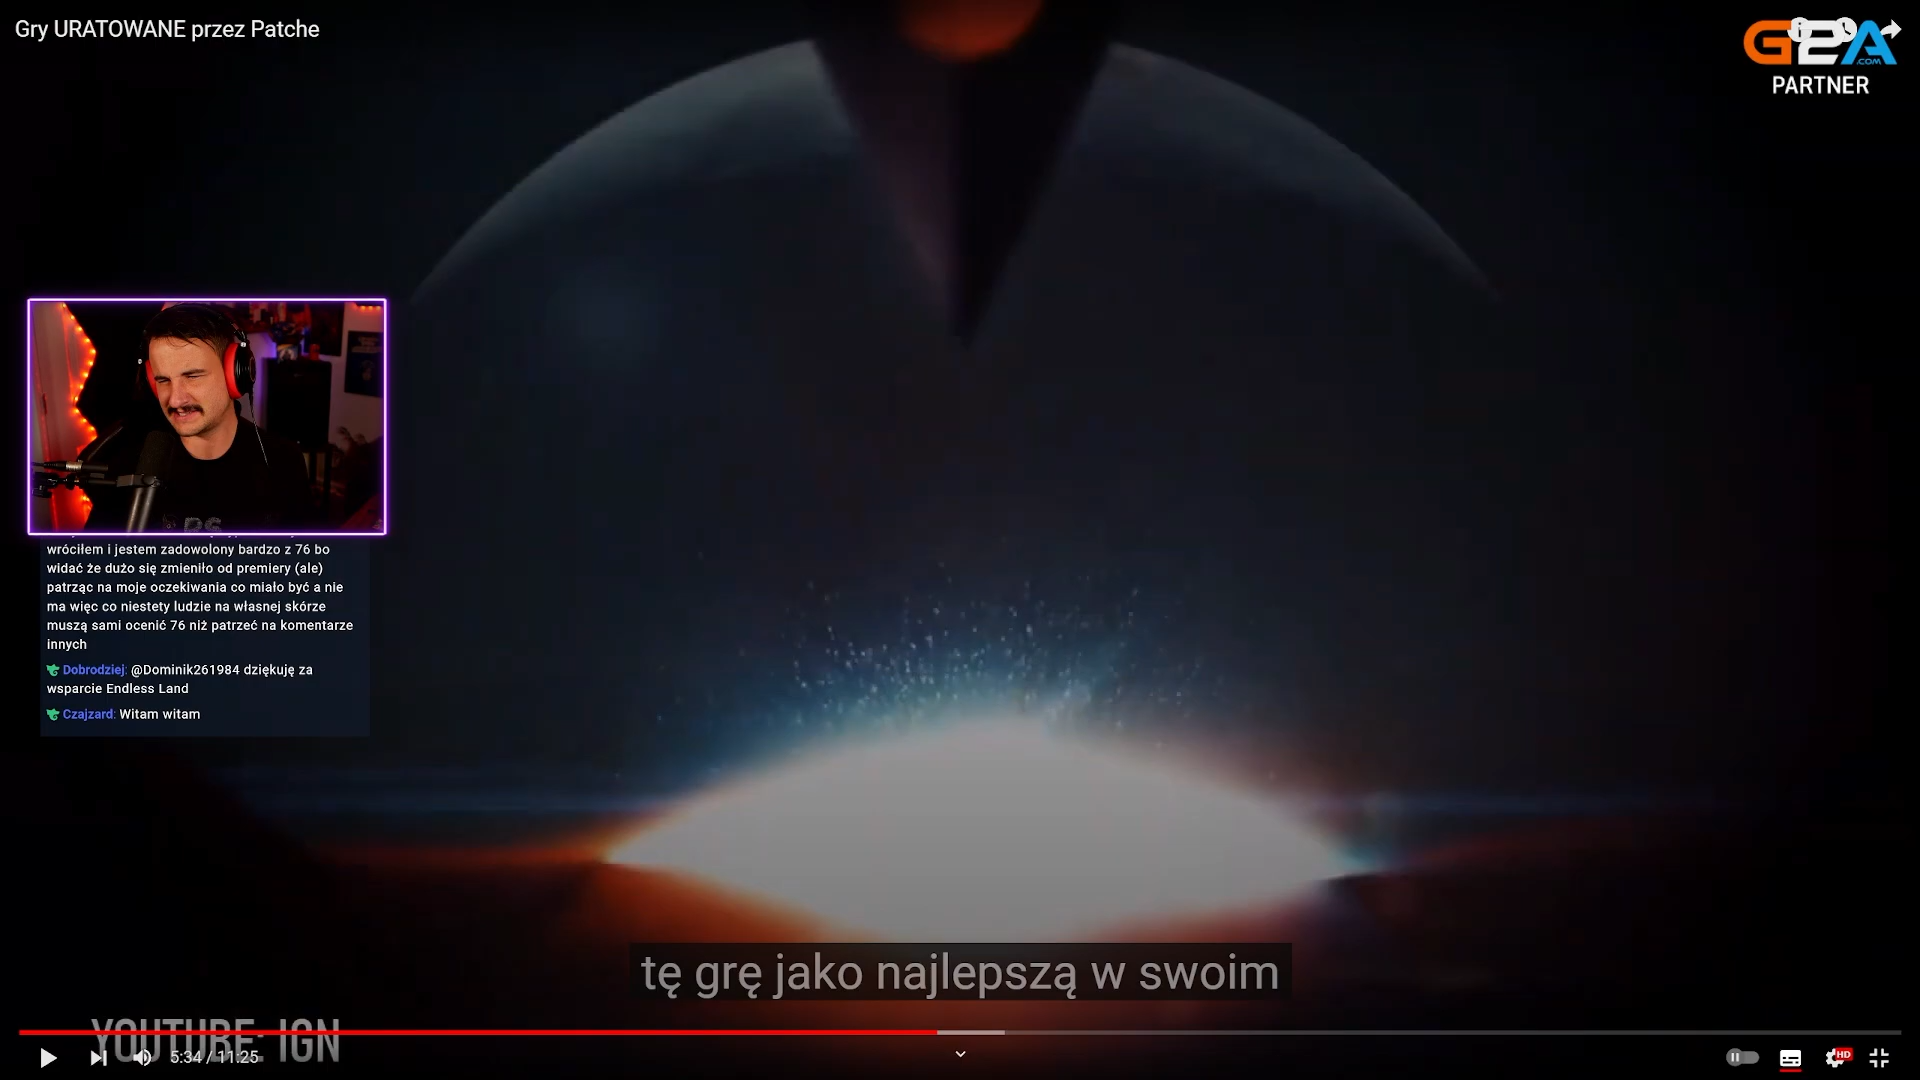 Gry URATOWANE przez Patche
G2A
.COM
PARTNER
wróciłem i jestem zadowolony bardzo z 76 bo
widać że dużo się zmieniło od premiery (ale)
patrząc na moje oczekiwania co miało być a nie
ma więc co niestety ludzie na własnej skórze
muszą sami ocenić 76 niż patrzeć na komentarze
innych
Dobrodziej: @Dominik261984 dziękuję za
wsparcie Endless Land
Czajzard: Witam witam
tę grę jako najlepszą w swoim
YOUTUBE: IGN
5:34 / 11:25
HD